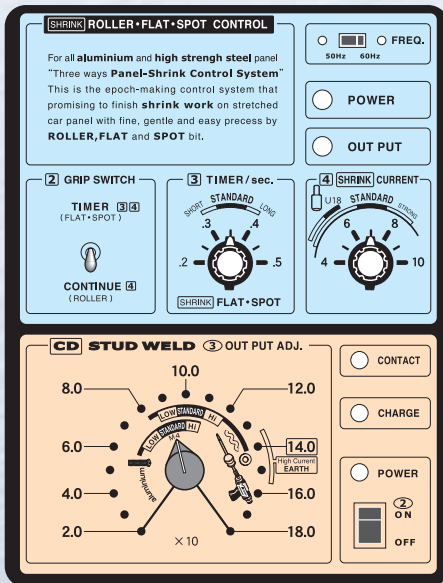 SHRINK ROLLER•FLAT•SPOT CONTROL
For all aluminium and high strengh steel panel
"Three ways Panel-Shrink Control System"
This is the epoch-making control system that
promising to finish shrink work on stretched
car panel with fine, gentle and easy precess by
ROLLER,FLAT and SPOT bit.
FREQ.
50Hz 60Hz
POWER
OUT PUT
2 GRIP SWITCH
TIMER 3 4
(FLAT•SPOT)
CONTINUE 4
(ROLLER)
3 TIMER/sec.
SHORT STANDARD LONG
.3 .4
.2 .5
SHRINK FLAT•SPOT
4 SHRINK CURRENT
U18 STANDARD STRONG
6 8
4 10
CD STUD WELD 3 OUT PUT ADJ.
10.0
8.0 12.0
LOW STANDARD Hi
LOW STANDARD Hi
M4
6.0 14.0
High Current
EARTH
aluminium
4.0 16.0
2.0 18.0
×10
CONTACT
CHARGE
POWER
2
ON
OFF